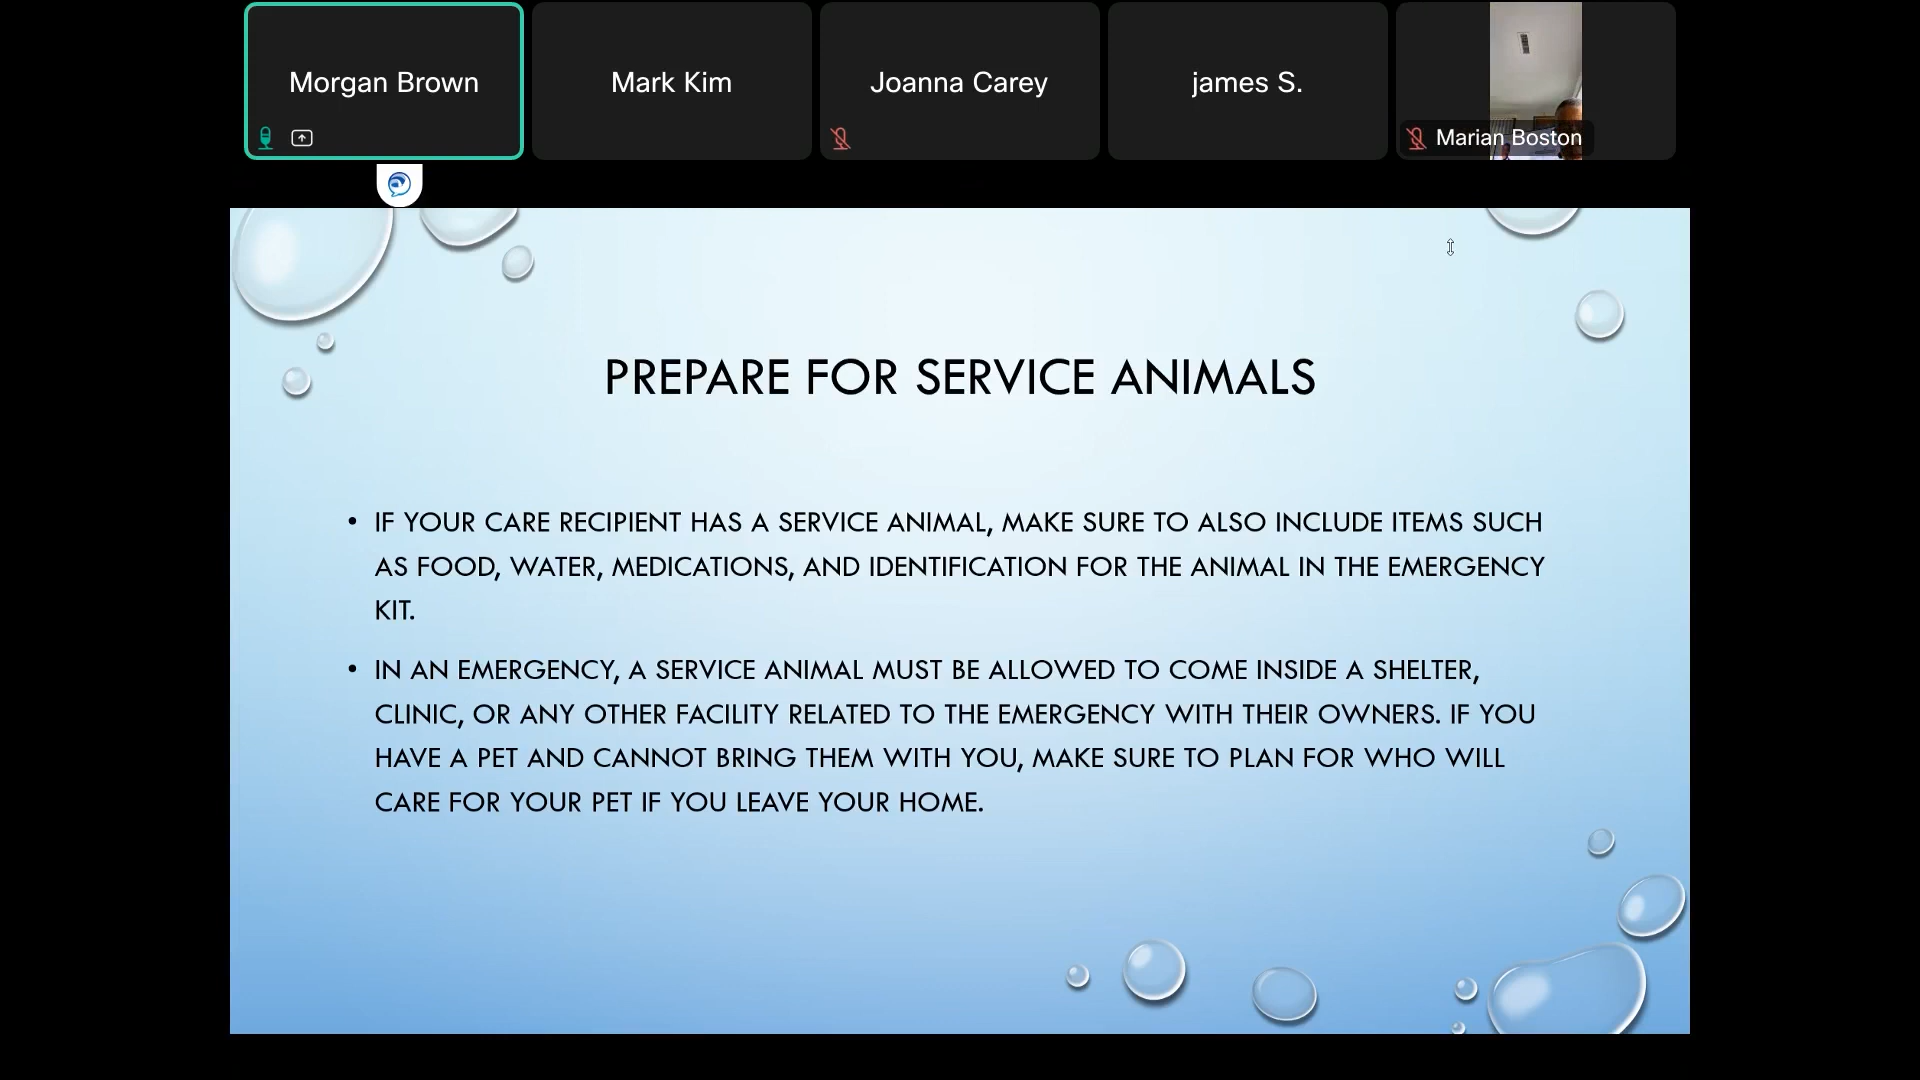 Morgan Brown
Mark Kim
Joanna Carey
james S.
Marian Boston
PREPARE FOR SERVICE ANIMALS
• IF YOUR CARE RECIPIENT HAS A SERVICE ANIMAL, MAKE SURE TO ALSO INCLUDE ITEMS SUCH
AS FOOD, WATER, MEDICATIONS, AND IDENTIFICATION FOR THE ANIMAL IN THE EMERGENCY
KIT.
• IN AN EMERGENCY, A SERVICE ANIMAL MUST BE ALLOWED TO COME INSIDE A SHELTER,
CLINIC, OR ANY OTHER FACILITY RELATED TO THE EMERGENCY WITH THEIR OWNERS. IF YOU
HAVE A PET AND CANNOT BRING THEM WITH YOU, MAKE SURE TO PLAN FOR WHO WILL
CARE FOR YOUR PET IF YOU LEAVE YOUR HOME.